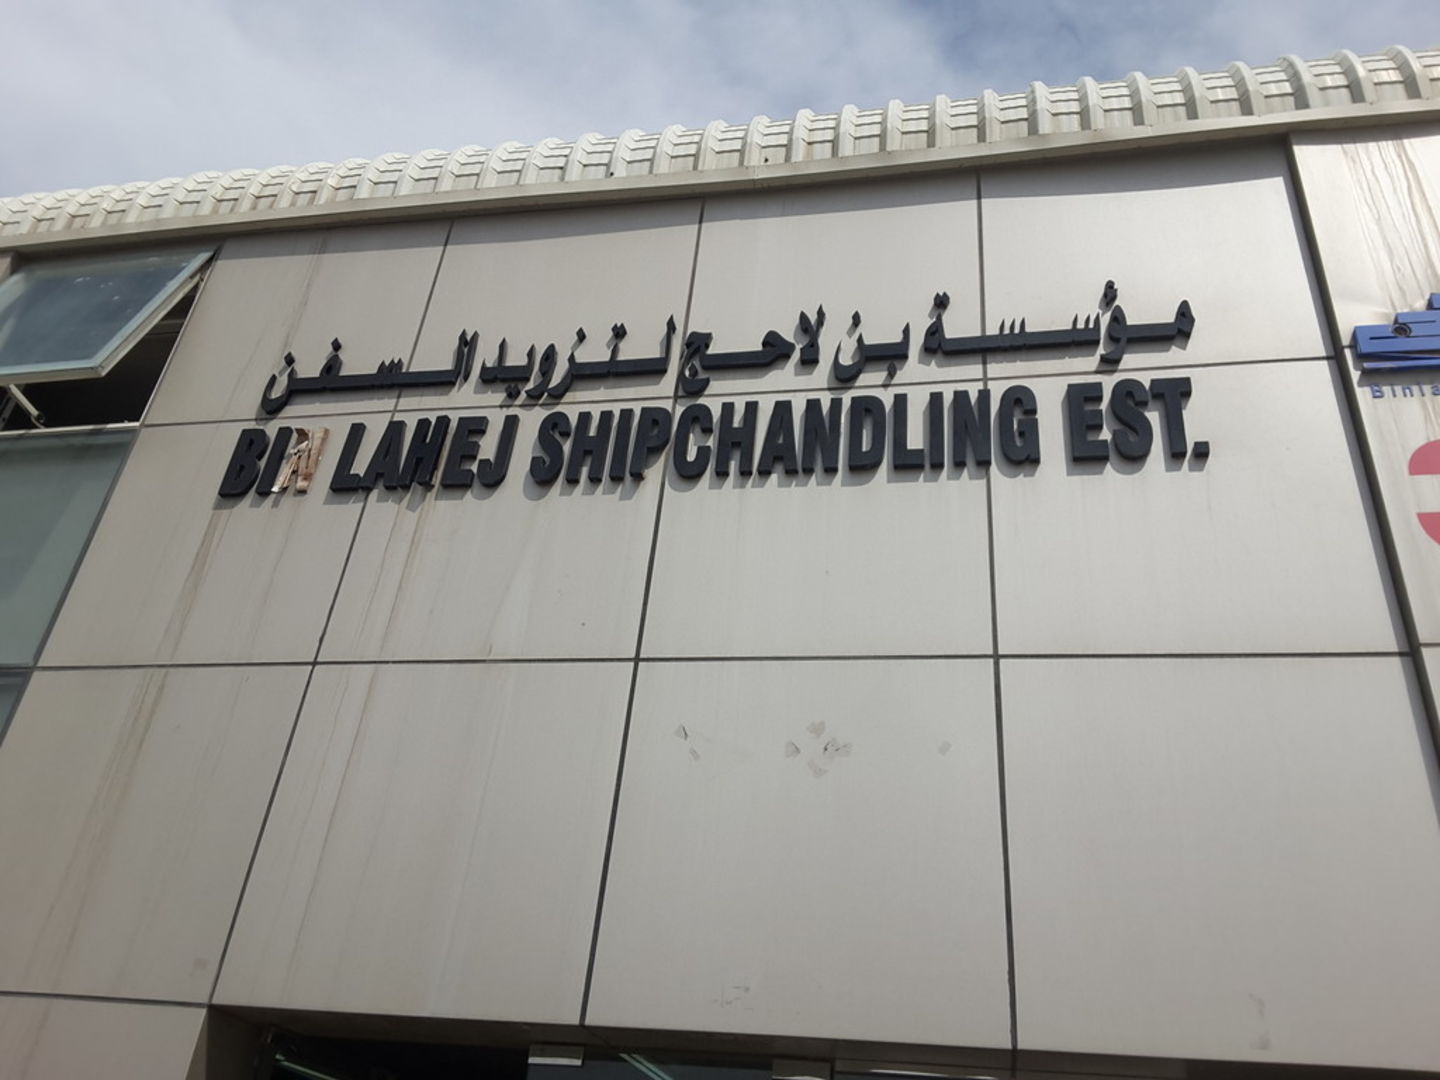 مؤسسة بن لاحج لتزويد السفن
BIN LAHEJ SHIPCHANDLING EST.